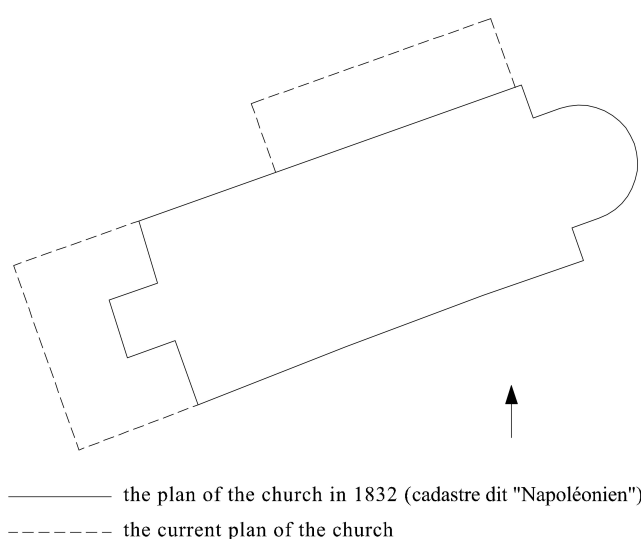 the plan of the church in 1832 (cadastre dit "Napoléonien")
the current plan of the church